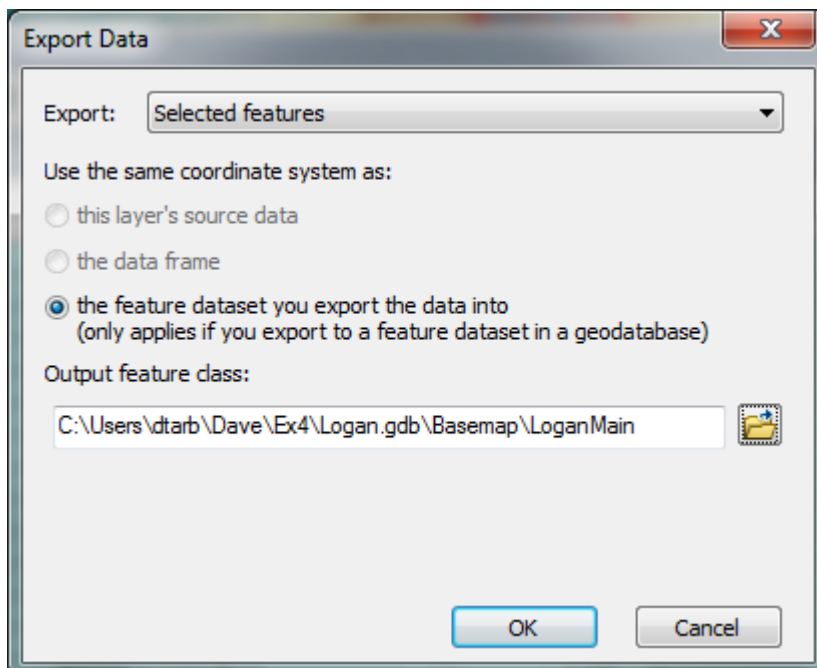 Export Data
Export: Selected features
Use the same coordinate system as:
this layer's source data
the data frame
the feature dataset you export the data into
(only applies if you export to a feature dataset in a geodatabase)
Output feature class:
C:\Users\dtarb\Dave\Ex4\Logan.gdb\Basemap\LoganMain
OK Cancel